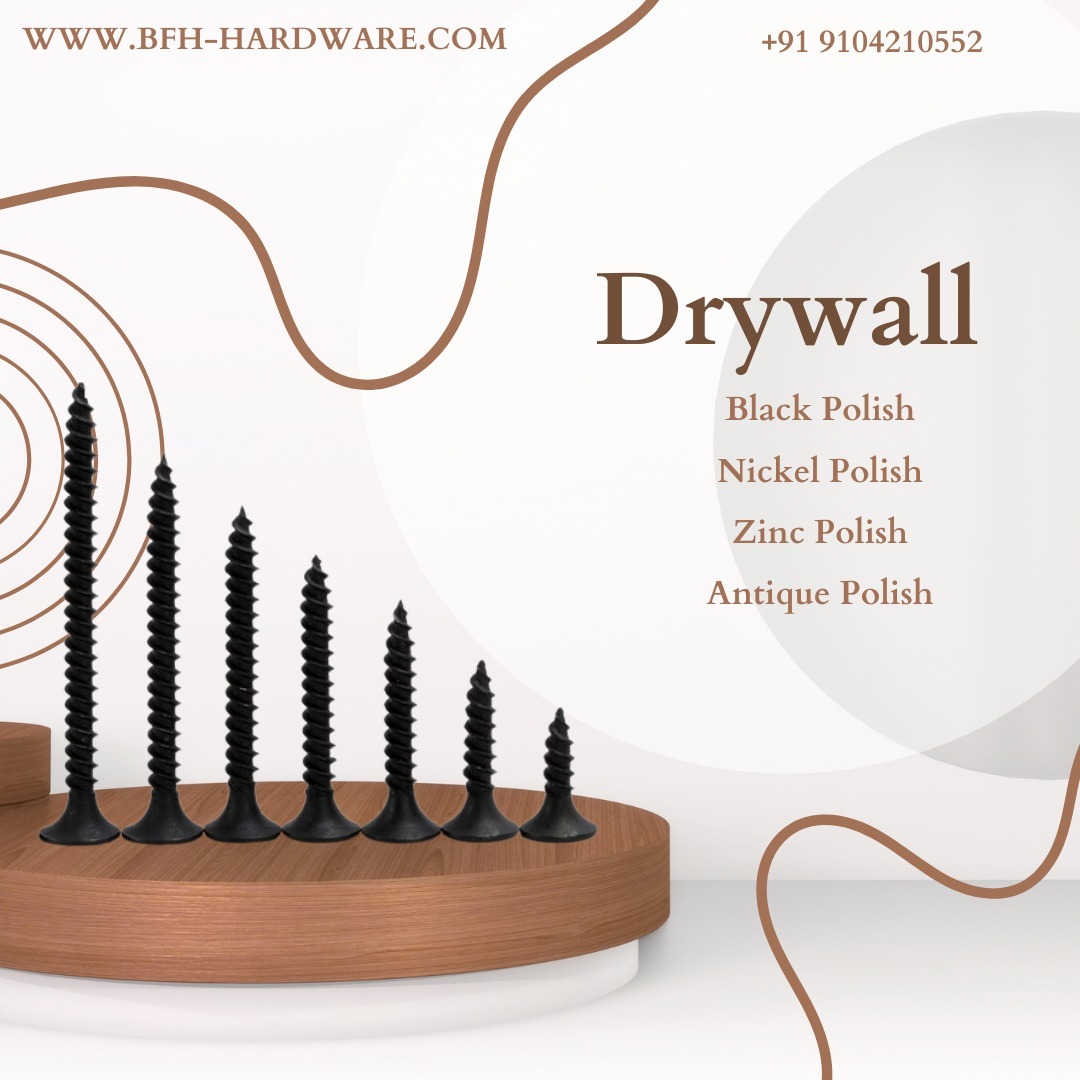 WWW.BFH-HARDWARE.COM
+91 9104210552
Drywall
Black Polish
Nickel Polish
Zinc Polish
Antique Polish